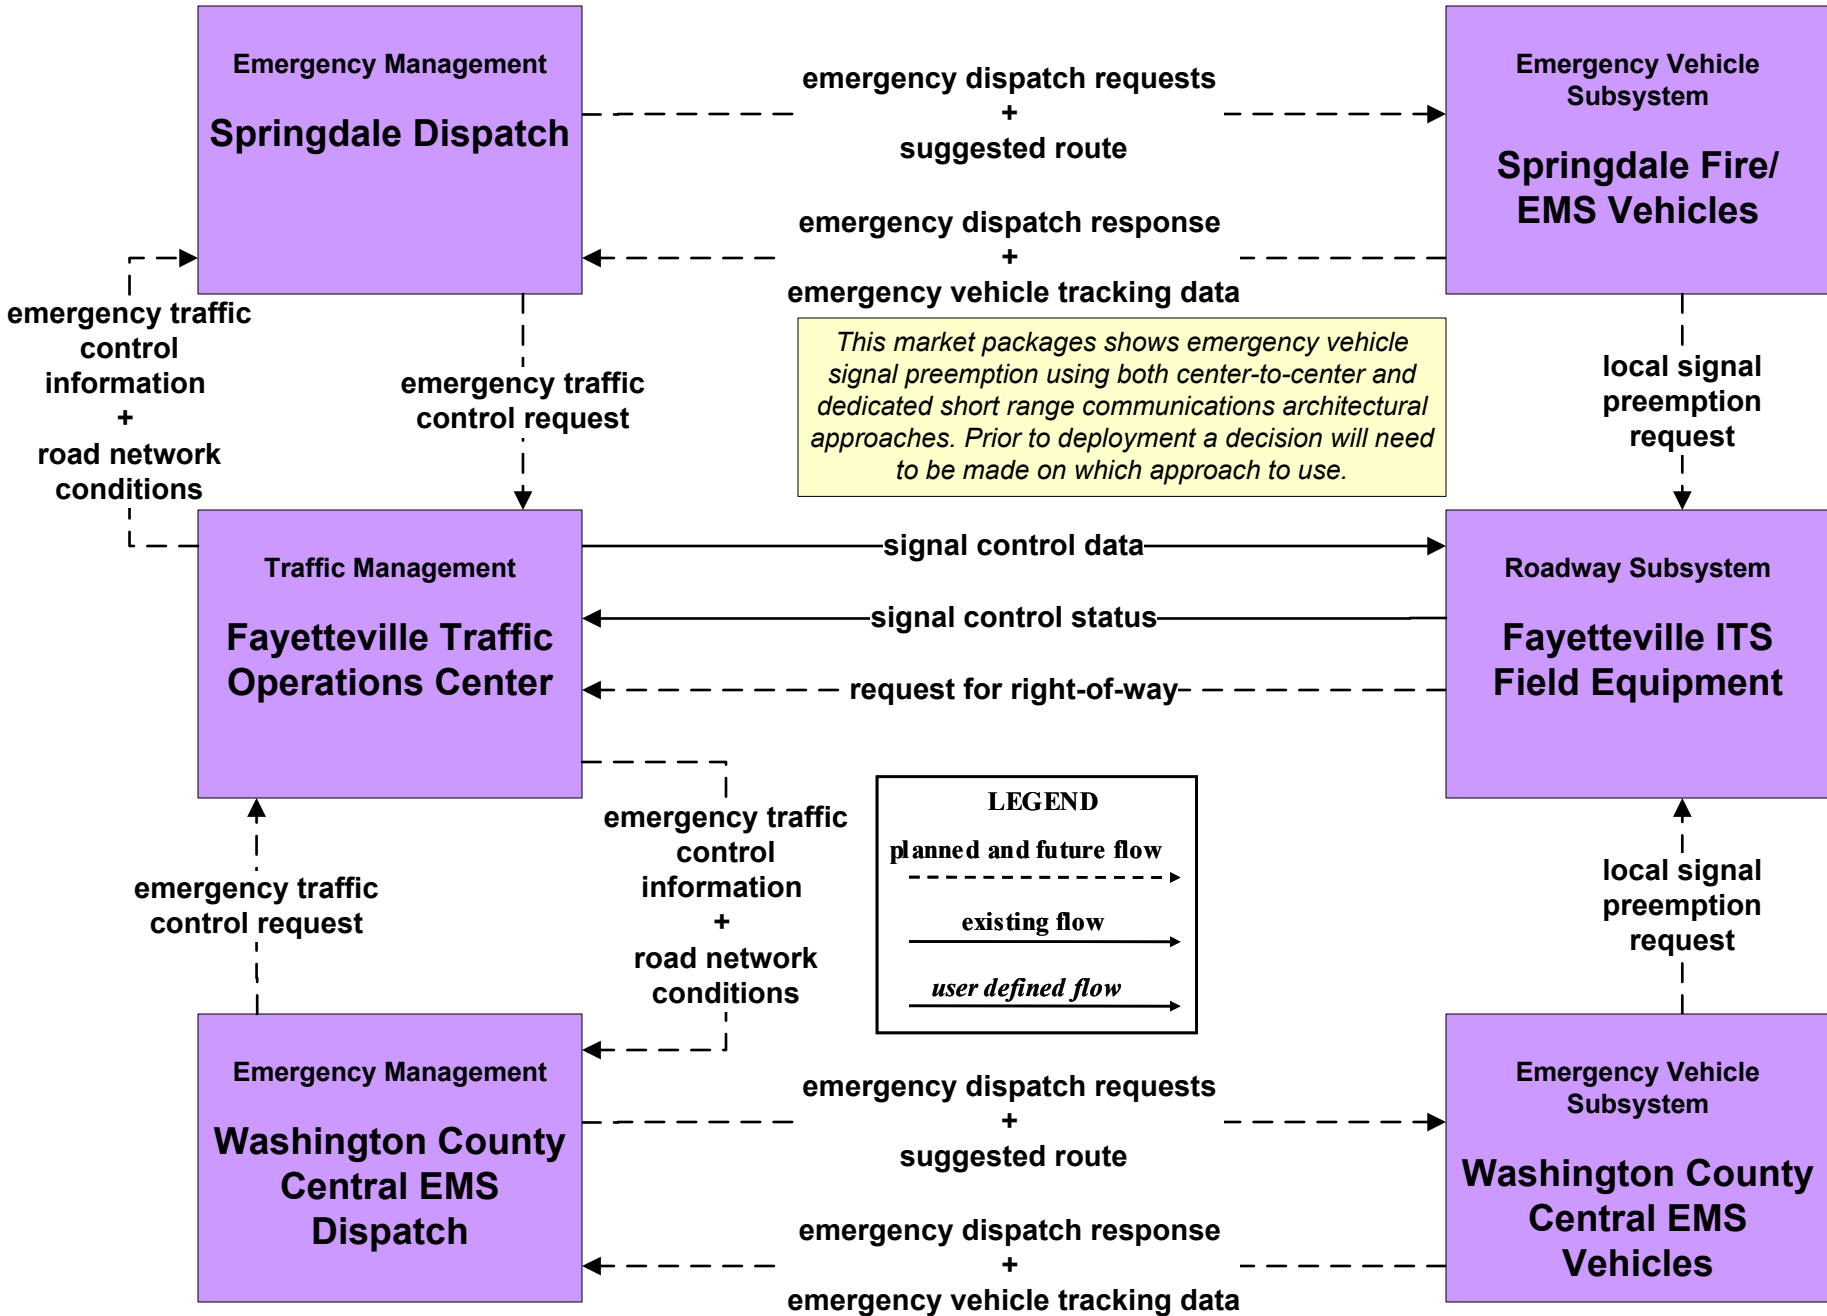 Emergency Management
Springdale Dispatch
emergency dispatch requests
+
suggested route
Emergency Vehicle
Subsystem
Springdale Fire/
EMS Vehicles
emergency dispatch response
+
emergency vehicle tracking data
emergency traffic
control
information
+
road network
conditions
emergency traffic
control request
This market packages shows emergency vehicle
signal preemption using both center-to-center and
dedicated short range communications architectural
approaches. Prior to deployment a decision will need
to be made on which approach to use.
local signal
preemption
request
Traffic Management
Fayetteville Traffic
Operations Center
signal control data
signal control status
request for right-of-way
Roadway Subsystem
Fayetteville ITS
Field Equipment
emergency traffic
control request
emergency traffic
control
information
+
road network
conditions
LEGEND
planned and future flow
existing flow
user defined flow
local signal
preemption
request
Emergency Management
Washington County
Central EMS
Dispatch
emergency dispatch requests
+
suggested route
emergency dispatch response
+
emergency vehicle tracking data
Emergency Vehicle
Subsystem
Washington County
Central EMS
Vehicles